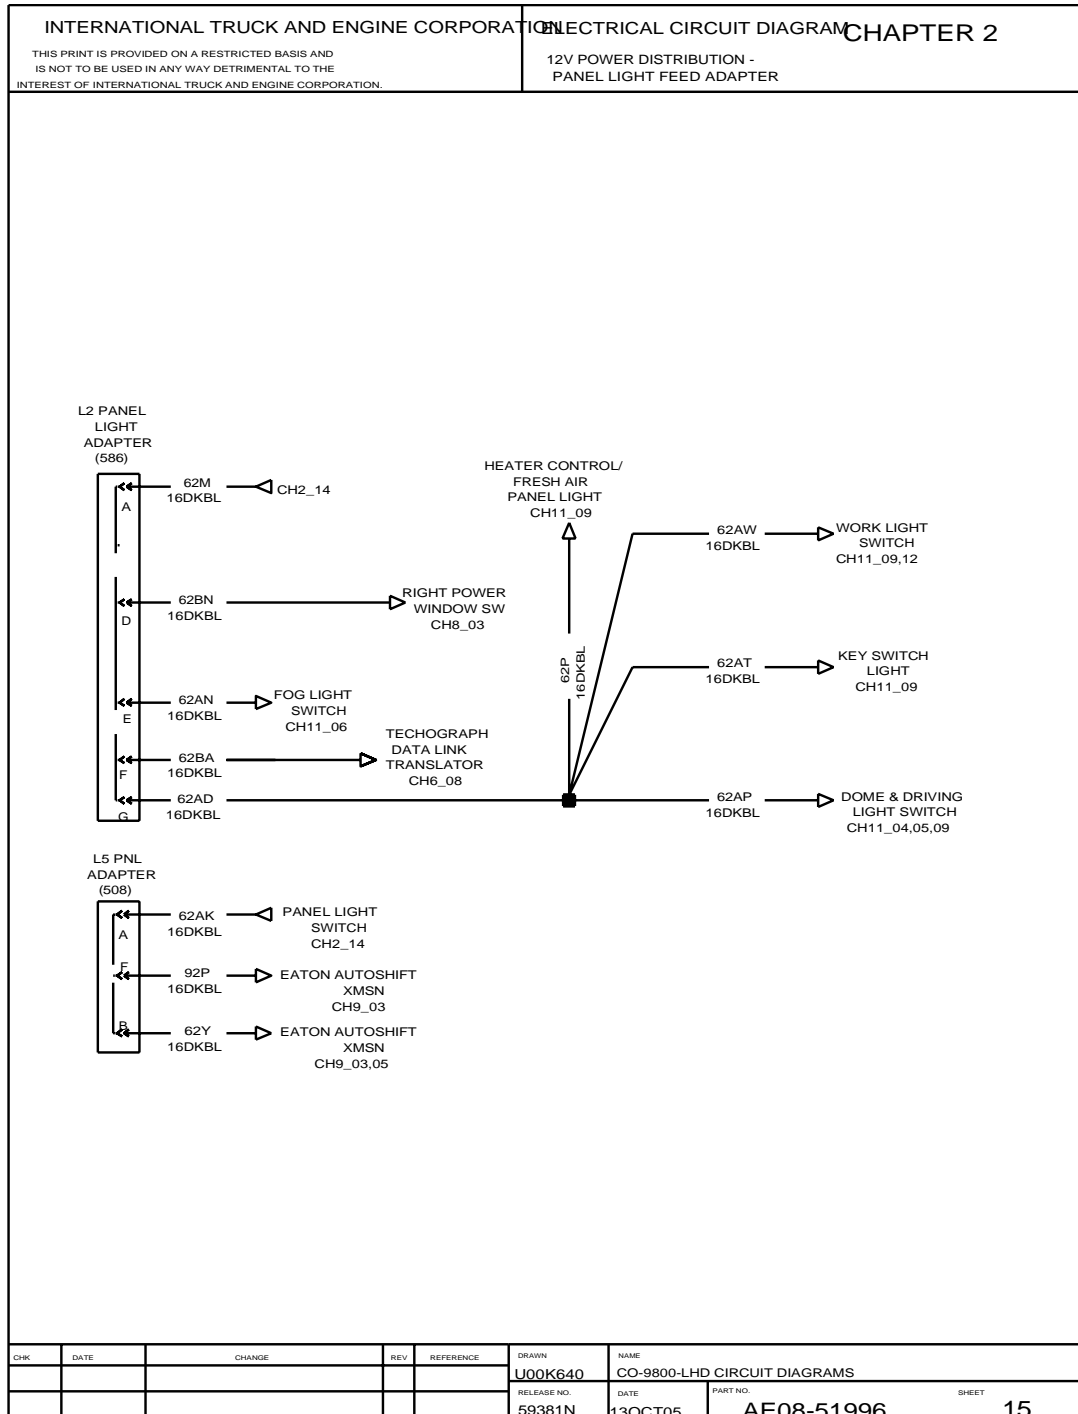 INTERNATIONAL TRUCK AND ENGINE CORPORATION
THIS PRINT IS PROVIDED ON A RESTRICTED BASIS AND
IS NOT TO BE USED IN ANY WAY DETRIMENTAL TO THE
INTEREST OF INTERNATIONAL TRUCK AND ENGINE CORPORATION.
ELECTRICAL CIRCUIT DIAGRAM
12V POWER DISTRIBUTION -
PANEL LIGHT FEED ADAPTER
CHAPTER 2
L2 PANEL
LIGHT
ADAPTER
(586)
A
62M
16DKBL
CH2_14
D
62BN
16DKBL
RIGHT POWER
WINDOW SW
CH8_03
E
62AN
16DKBL
FOG LIGHT
SWITCH
CH11_06
F
62BA
16DKBL
TECHOGRAPH
DATA LINK
TRANSLATOR
CH6_08
G
62AD
16DKBL
HEATER CONTROL/
FRESH AIR
PANEL LIGHT
CH11_09
62P
16DKBL
62AW
16DKBL
WORK LIGHT
SWITCH
CH11_09,12
62AT
16DKBL
KEY SWITCH
LIGHT
CH11_09
62AP
16DKBL
DOME & DRIVING
LIGHT SWITCH
CH11_04,05,09
L5 PNL
ADAPTER
(508)
A
62AK
16DKBL
PANEL LIGHT
SWITCH
CH2_14
F
92P
16DKBL
EATON AUTOSHIFT
XMSN
CH9_03
B
62Y
16DKBL
EATON AUTOSHIFT
XMSN
CH9_03,05
CHK DATE CHANGE REV REFERENCE
DRAWN
U00K640
NAME
CO-9800-LHD CIRCUIT DIAGRAMS
RELEASE NO.
59381N
DATE
13OCT05
PART NO.
AE08-51996
SHEET
15